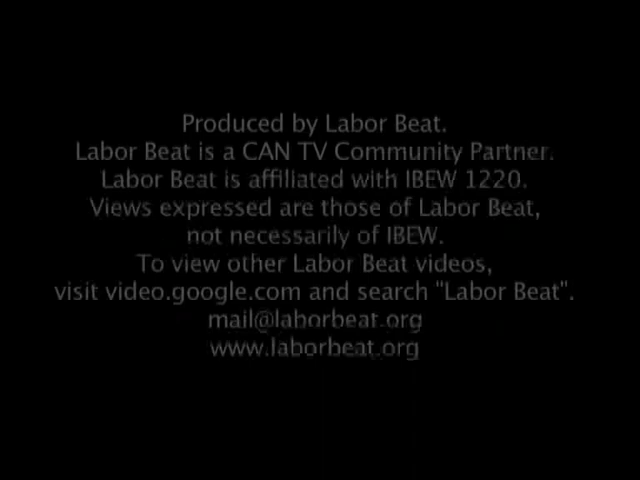 Produced by Labor Beat.
Labor Beat is a CAN TV Community Partner.
Labor Beat is affiliated with IBEW 1220.
Views expressed are those of Labor Beat,
not necessarily of IBEW.
To view other Labor Beat videos,
visit video.google.com and search "Labor Beat".
mail@laborbeat.org
www.laborbeat.org